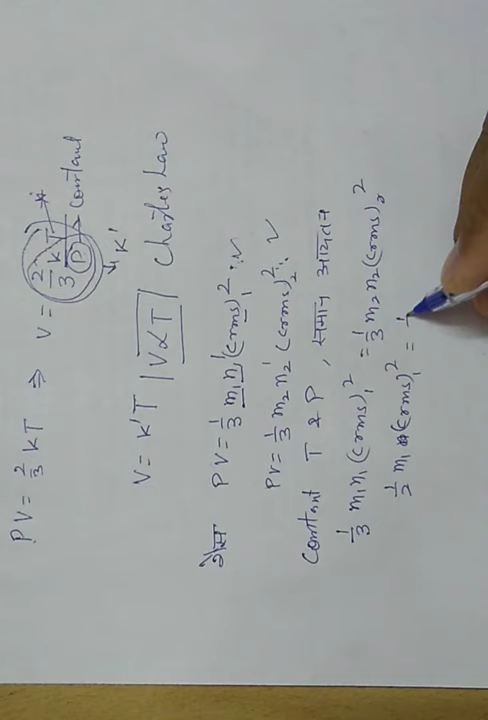 PV = 2/3 KT ⇒ V = 2/3 K T/P * → Constant
K'
V = K'T | V ∝ T | Charles law
गैस PV = 1/3 m₁n₁' (Crms)₁² :.✓
PV = 1/3 m₂n₂' (Crms)₂² :. ✓
Constant T & P , समान आयतन
1/3 m₁n₁ (Crms)₁² = 1/3 m₂n₂ (Crms)₂²
1/2 m₁ (Crms)₁² = 1